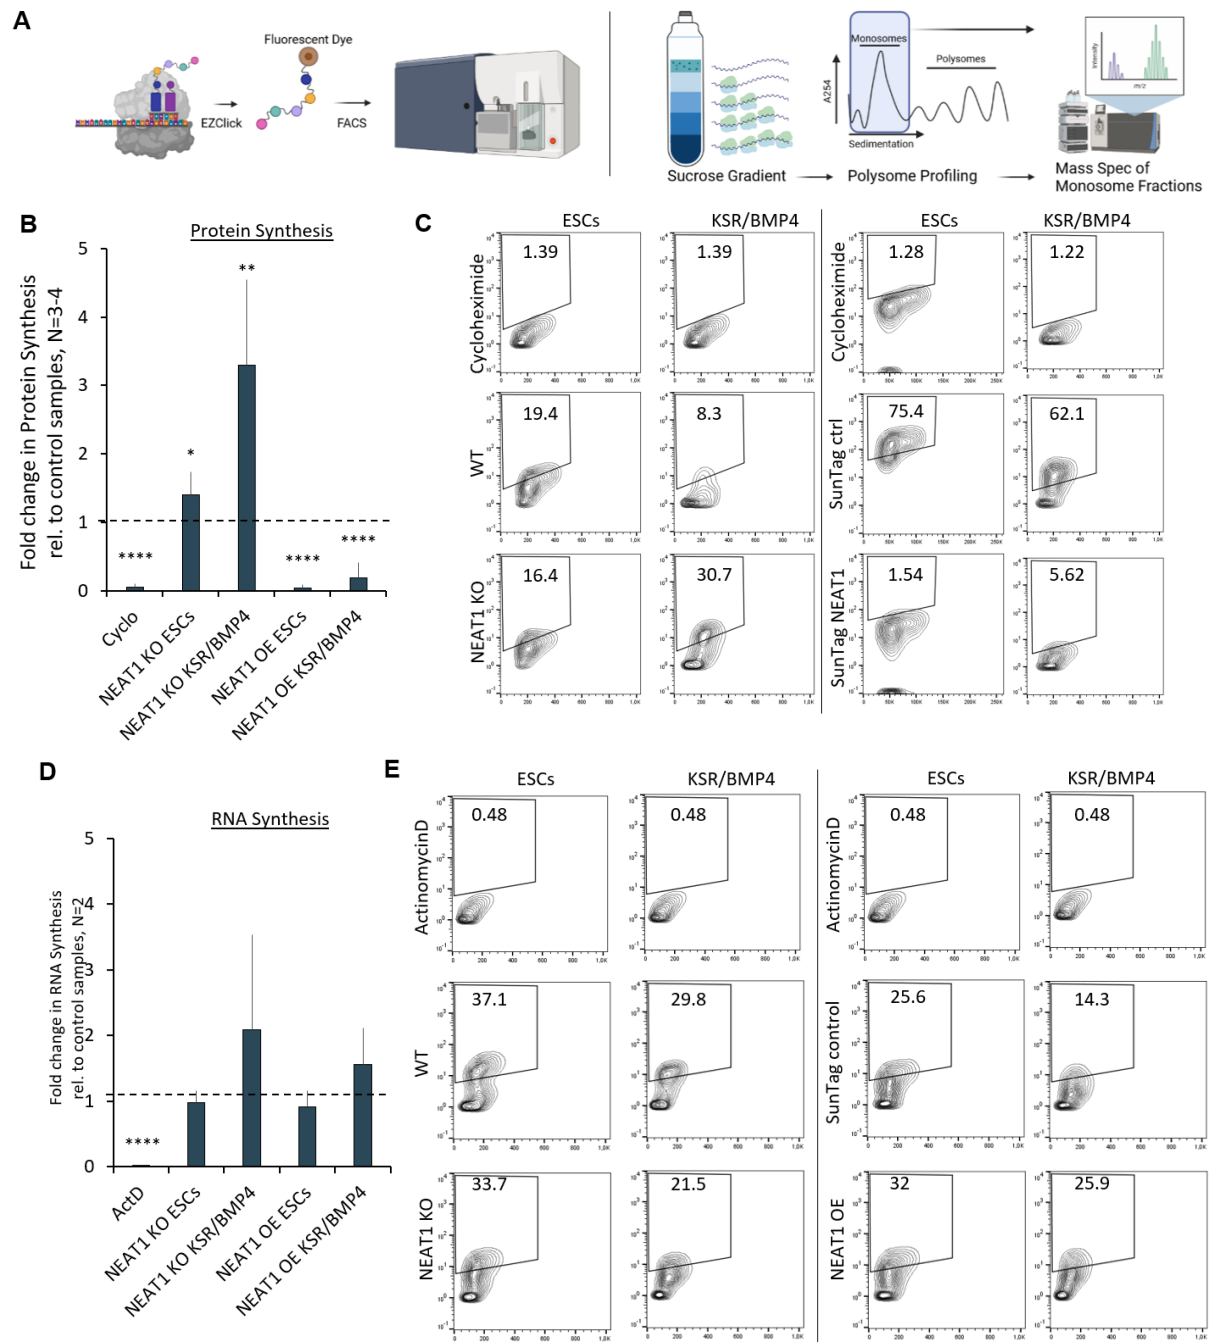 A
Fluorescent Dye
EZClick
FACS
Monosomes
Polysomes
A254
Sedimentation
Intensity
m/z
Sucrose Gradient
Polysome Profiling
Mass Spec of
Monosome Fractions
B
Protein Synthesis
Fold change in Protein Synthesis
rel. to control samples, N=3-4
5
4
3
2
1
0
****
*
**
****
****
Cyclo
NEAT1 KO ESCs
NEAT1 KO KSR/BMP4
NEAT1 OE ESCs
NEAT1 OE KSR/BMP4
C
ESCs
KSR/BMP4
ESCs
KSR/BMP4
Cycloheximide
1.39
1.39
Cycloheximide
1.28
1.22
WT
19.4
8.3
SunTag ctrl
75.4
62.1
NEAT1 KO
16.4
30.7
SunTag NEAT1
1.54
5.62
D
RNA Synthesis
Fold change in RNA Synthesis
rel. to control samples, N=2
5
4
3
2
1
0
****
ActD
NEAT1 KO ESCs
NEAT1 KO KSR/BMP4
NEAT1 OE ESCs
NEAT1 OE KSR/BMP4
E
ESCs
KSR/BMP4
ESCs
KSR/BMP4
ActinomycinD
0.48
0.48
ActinomycinD
0.48
0.48
WT
37.1
29.8
SunTag control
25.6
14.3
NEAT1 KO
33.7
21.5
NEAT1 OE
32
25.9